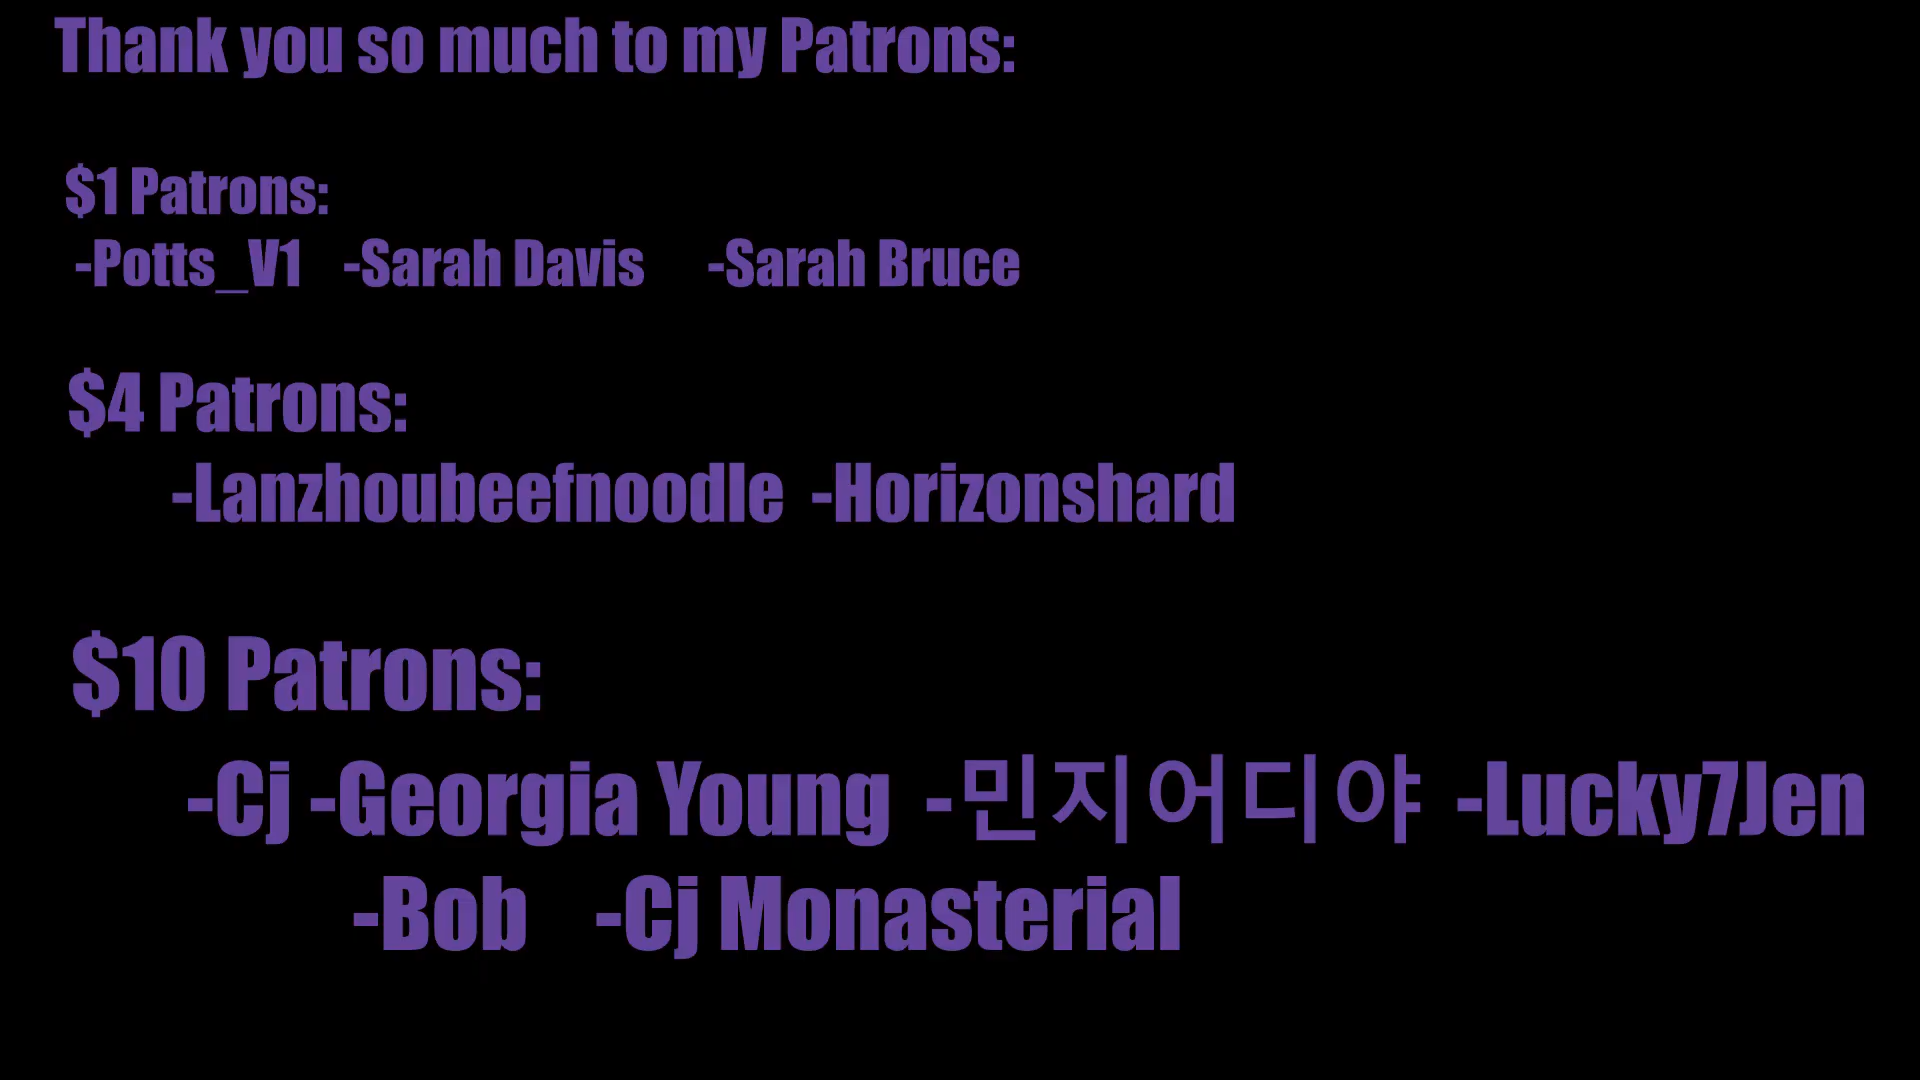 Thank you so much to my Patrons:
$1 Patrons:
-Potts_V1 -Sarah Davis -Sarah Bruce
$4 Patrons:
-Lanzhoubeefnoodle -Horizonshard
$10 Patrons:
-Cj -Georgia Young -민지어디야 -Lucky7Jen
-Bob -Cj Monasterial